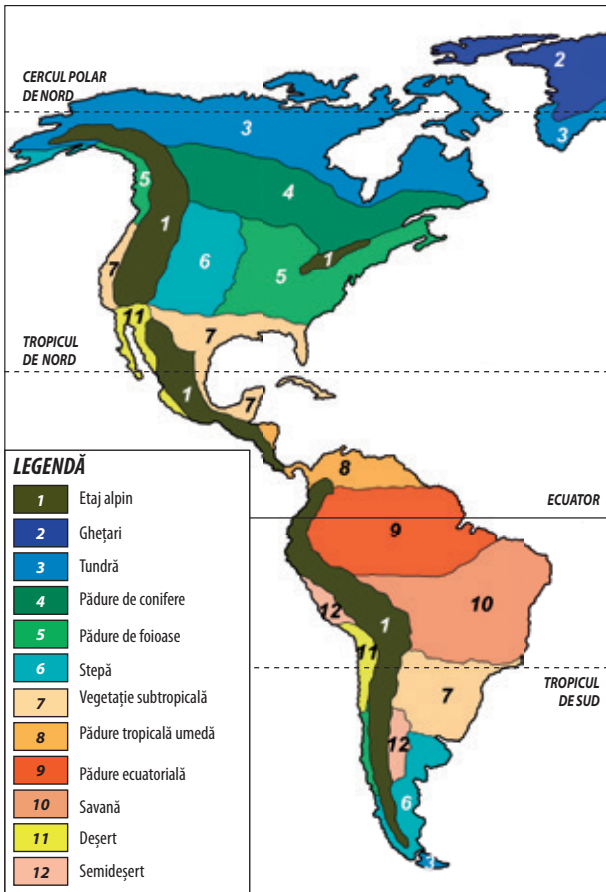 2
CERCUL POLAR
DE NORD
3
3
5
4
1
6
1
5
7
11
7
TROPICUL
DE NORD
1
7
LEGENDĂ
1 Etaj alpin
2 Ghețari
3 Tundră
4 Pădure de conifere
5 Pădure de foioase
6 Stepă
7 Vegetație subtropicală
8 Pădure tropicală umedă
9 Pădure ecuatorială
10 Savană
11 Deșert
12 Semideșert
8
ECUATOR
9
10
12
1
11
TROPICUL
DE SUD
7
12
6
3